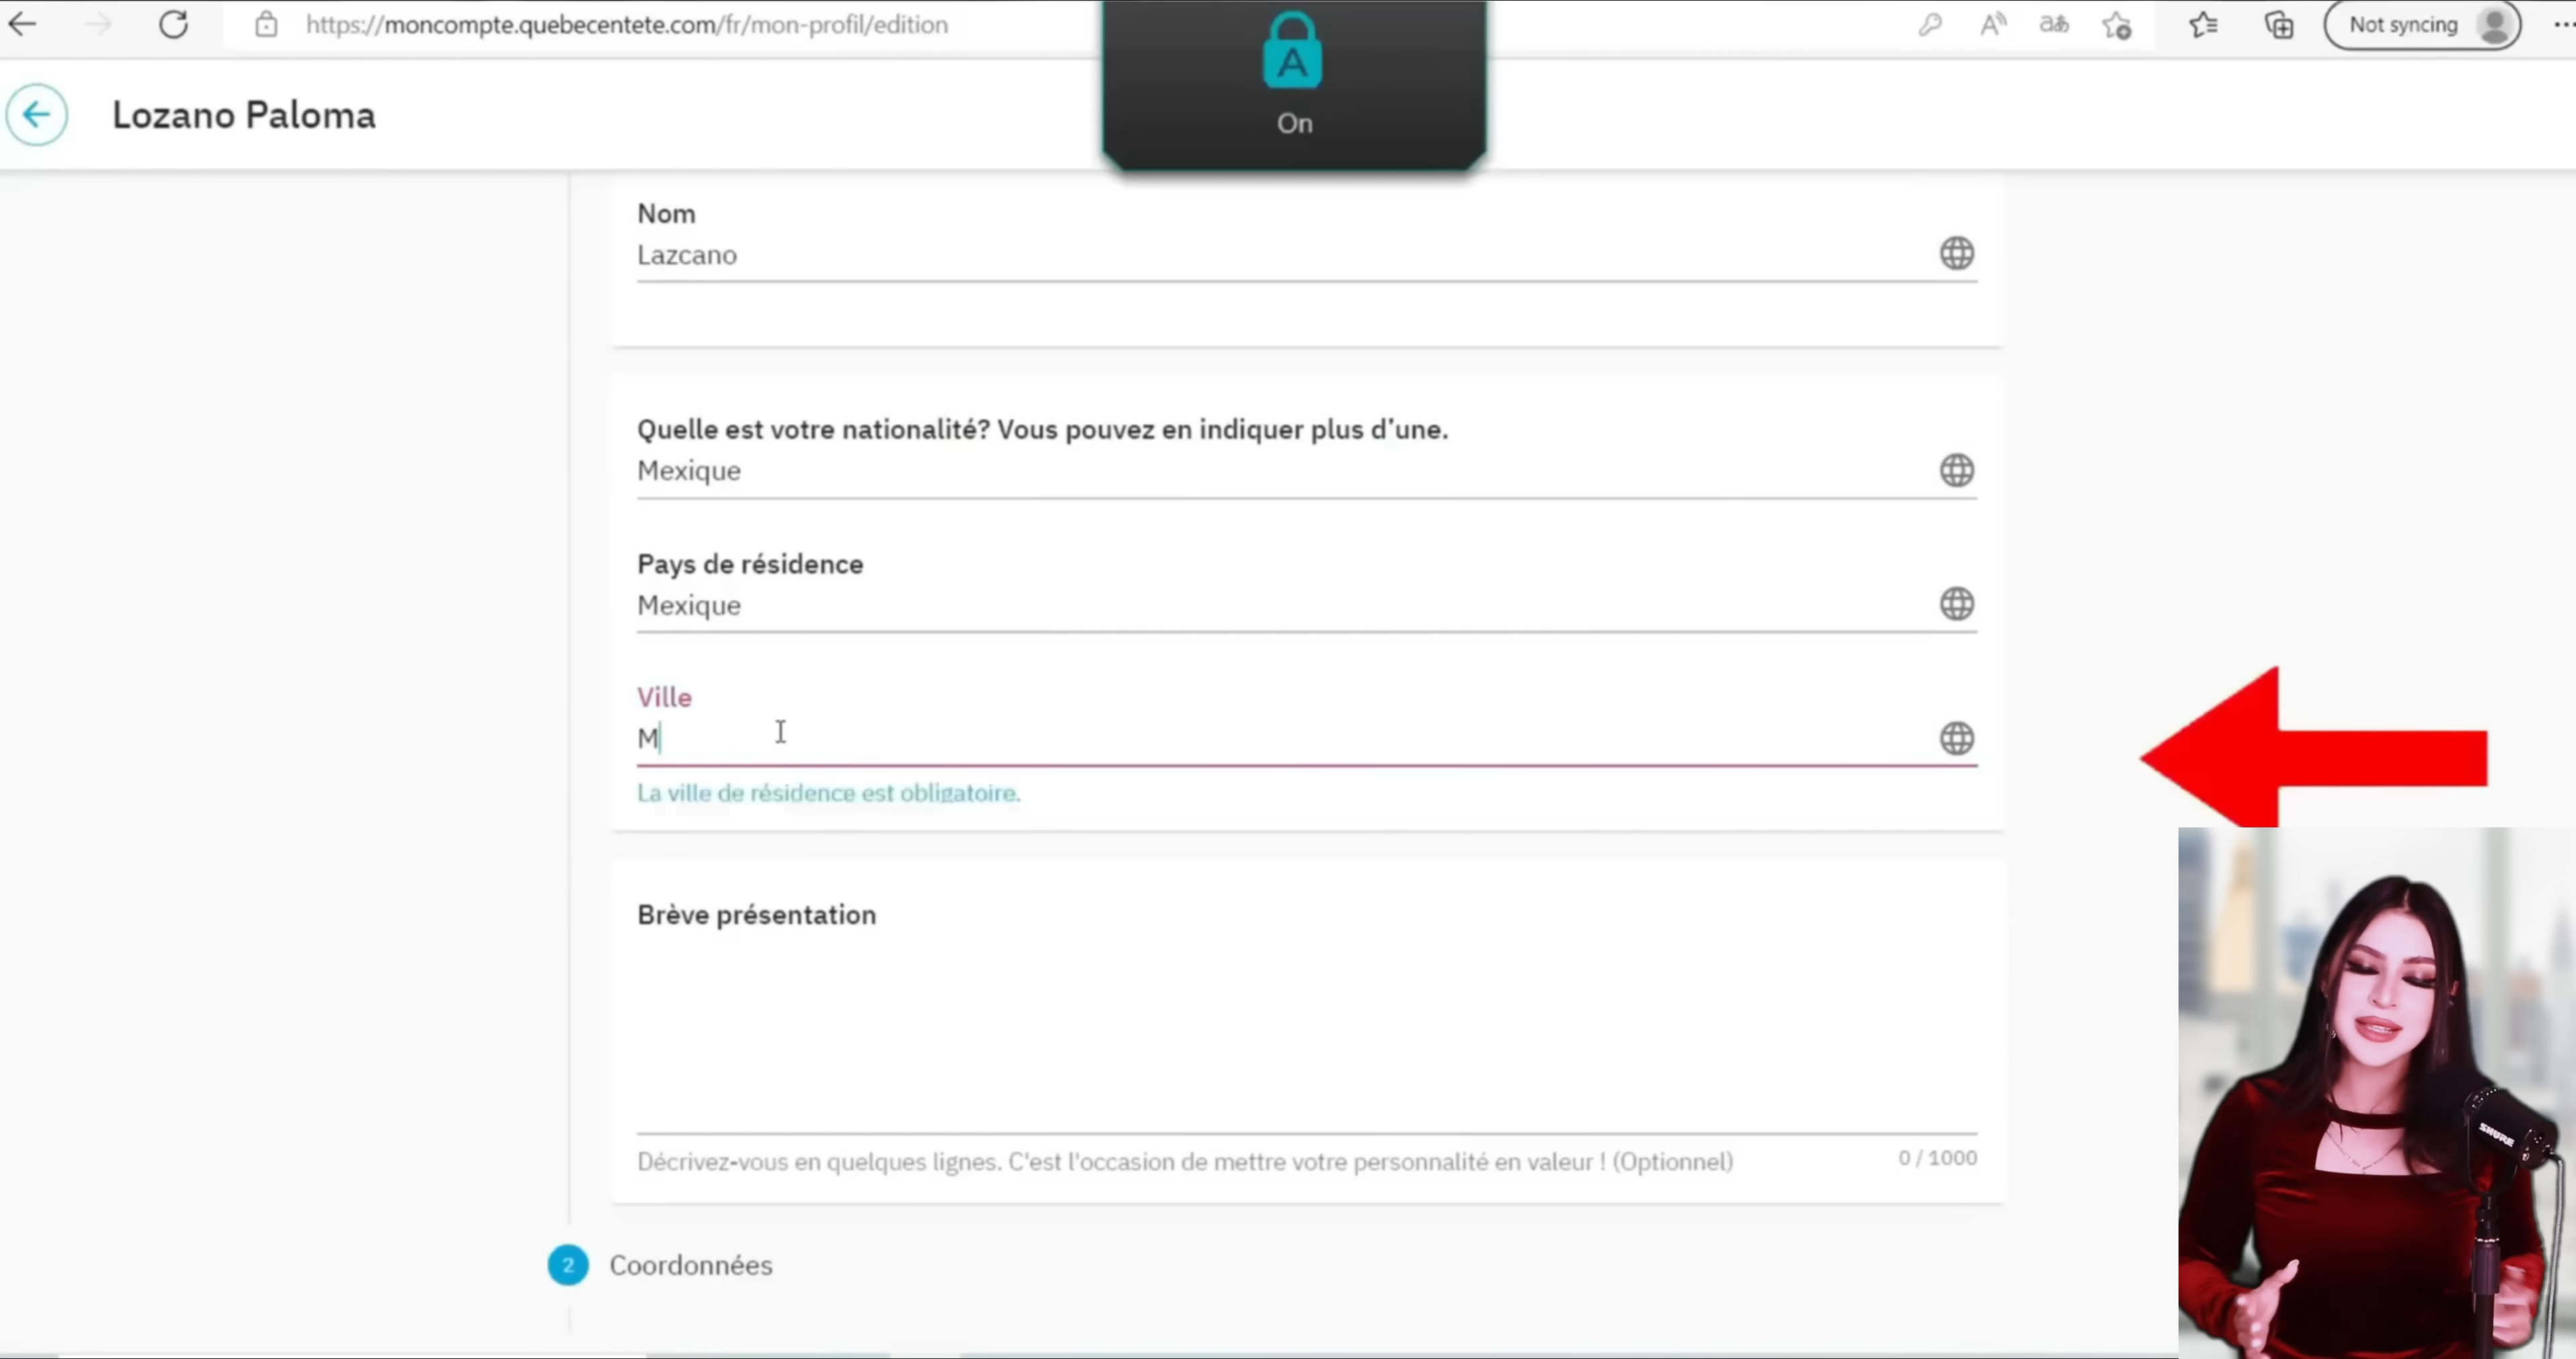 https://moncompte.quebecentete.com/fr/mon-profil/edition
Not syncing
A
On
Lozano Paloma
Nom
Lazcano
Quelle est votre nationalité? Vous pouvez en indiquer plus d’une.
Mexique
Pays de résidence
Mexique
Ville
M
La ville de résidence est obligatoire.
Brève présentation
Décrivez-vous en quelques lignes. C'est l'occasion de mettre votre personnalité en valeur ! (Optionnel)
0 / 1000
SHURE
2
Coordonnées